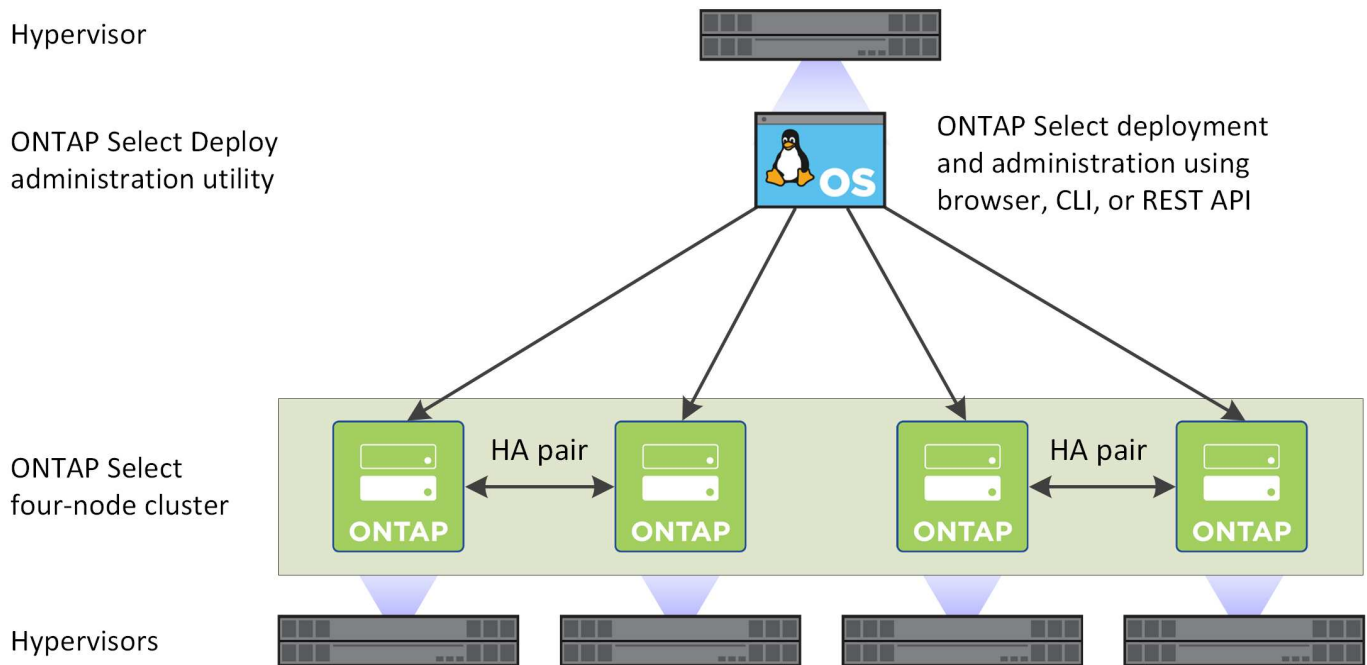 Hypervisor
ONTAP Select Deploy
administration utility
OS
ONTAP Select deployment
and administration using
browser, CLI, or REST API
ONTAP Select
four-node cluster
HA pair
HA pair
ONTAP
ONTAP
ONTAP
ONTAP
Hypervisors